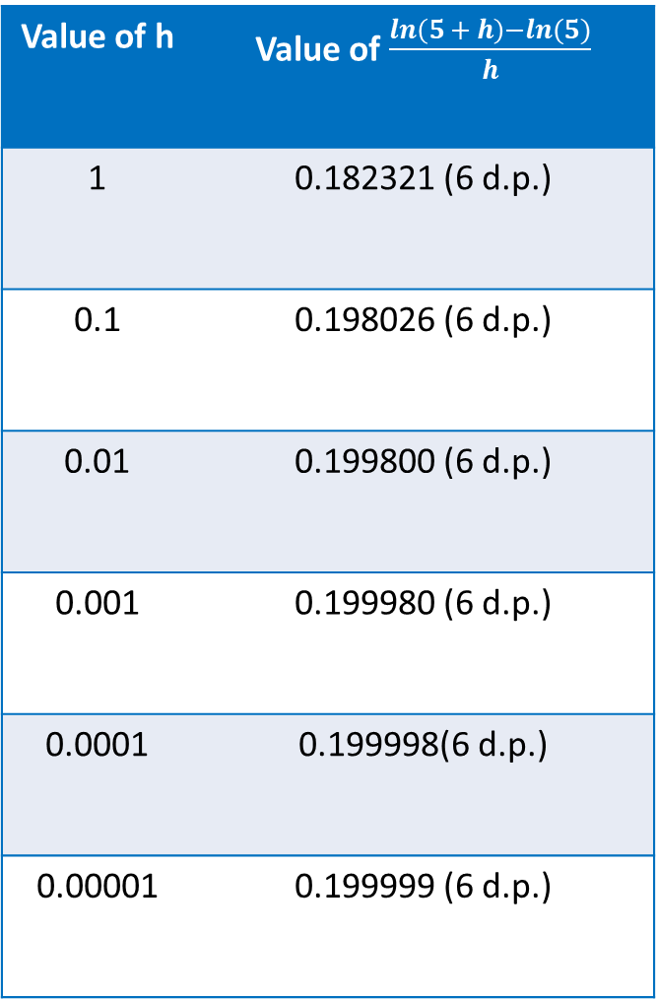 Value of h Value of \frac{ln(5 + h)−ln(5)}{h}
1 0.182321 (6 d.p.)
0.1 0.198026 (6 d.p.)
0.01 0.199800 (6 d.p.)
0.001 0.199980 (6 d.p.)
0.0001 0.199998(6 d.p.)
0.00001 0.199999 (6 d.p.)